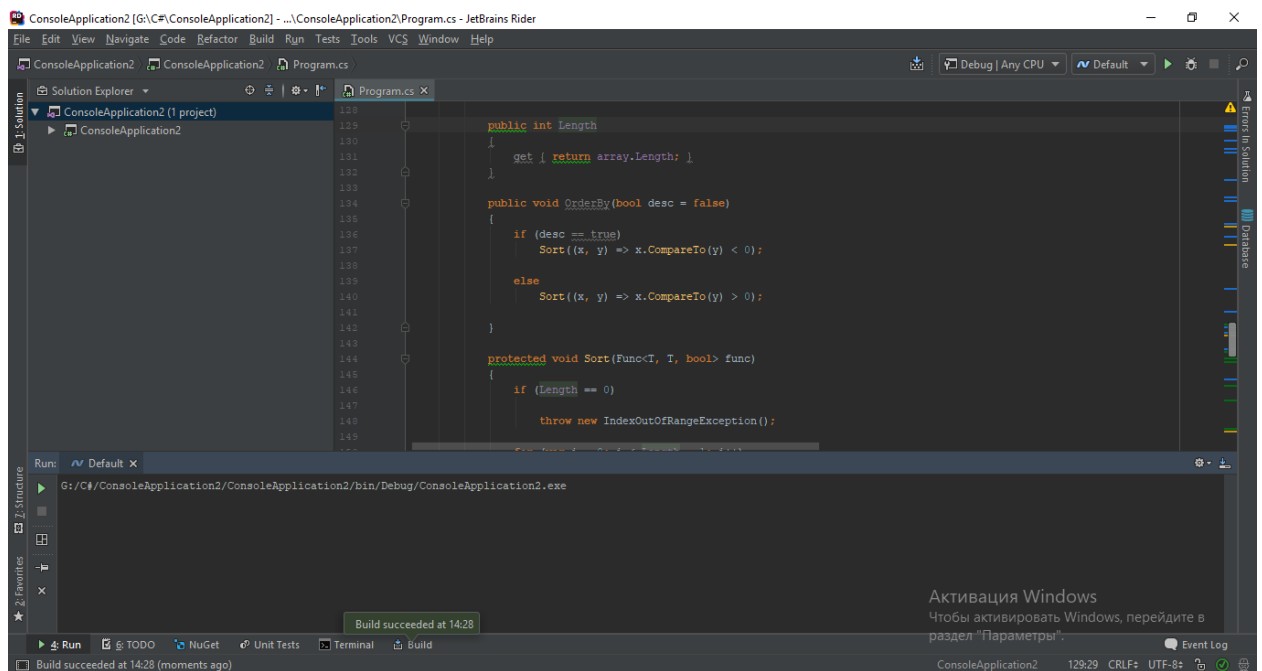 ConsoleApplication2 [G:\C#\ConsoleApplication2] - ...\ConsoleApplication2\Program.cs - JetBrains Rider
File Edit View Navigate Code Refactor Build Run Tests Tools VCS Window Help
ConsoleApplication2 ConsoleApplication2 Program.cs Debug | Any CPU Default
Solution Explorer Program.cs
1: Solution
ConsoleApplication2 (1 project)
ConsoleApplication2
128
129 public int Length
130 {
131 get { return array.Length; }
132 }
133
134 public void OrderBy(bool desc = false)
135 {
136 if (desc == true)
137 Sort((x, y) => x.CompareTo(y) < 0);
138
139 else
140 Sort((x, y) => x.CompareTo(y) > 0);
141
142 }
143
144 protected void Sort(Func<T, T, bool> func)
145 {
146 if (Length == 0)
147
148 throw new IndexOutOfRangeException();
149
Errors In Solution
Database
Run: Default
G:/C#/ConsoleApplication2/ConsoleApplication2/bin/Debug/ConsoleApplication2.exe
Z: Structure
2: Favorites
Активация Windows
Чтобы активировать Windows, перейдите в
раздел "Параметры".
Build succeeded at 14:28
4: Run 6: TODO NuGet Unit Tests Terminal Build Event Log
Build succeeded at 14:28 (moments ago) ConsoleApplication2 129:29 CRLF UTF-8